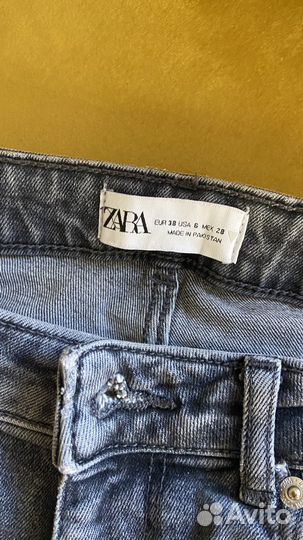 ZARA
EUR 38 USA 6 MEX 28
MADE IN PAKISTAN
Avito